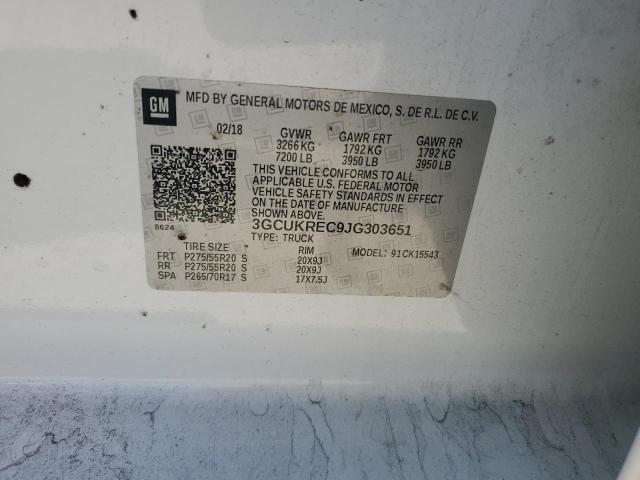 GM
MFD BY GENERAL MOTORS DE MEXICO, S. DE R.L. DE C.V.
02/18 GVWR GAWR FRT GAWR RR
3266 KG 1792 KG 1792 KG
7200 LB 3950 LB 3950 LB
THIS VEHICLE CONFORMS TO ALL
APPLICABLE U.S. FEDERAL MOTOR
VEHICLE SAFETY STANDARDS IN EFFECT
ON THE DATE OF MANUFACTURE
SHOWN ABOVE.
8624 3GCUKREC9JG303651
TYPE: TRUCK
TIRE SIZE RIM MODEL: 91CK15543
FRT P275/55R20 S 20X9J
RR P275/55R20 S 20X9J
SPA P265/70R17 S 17X7.5J